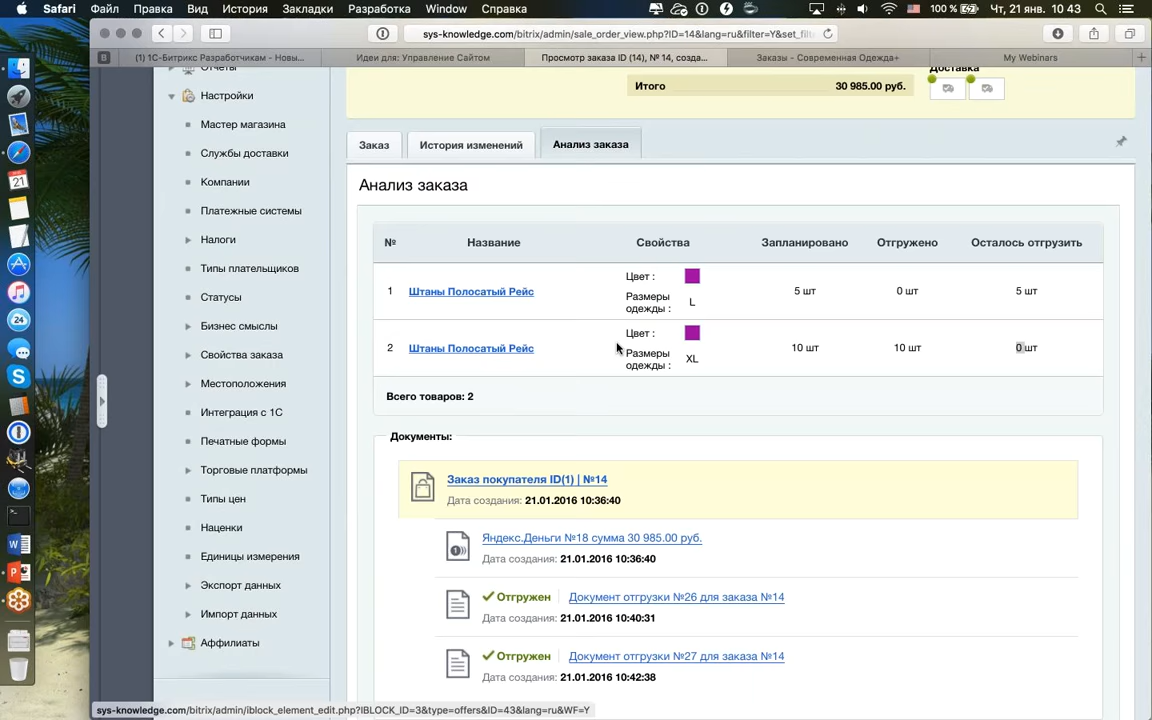 Safari Файл Правка Вид История Закладки Разработка Window Справка 100 % Чт, 21 янв. 10 43
sys-knowledge.com/bitrix/admin/sale_order_view.php?ID=14&lang=ru&filter=Y&set_filt
(1) 1С-Битрикс Разработчикам - Новы... Идеи для: Управление Сайтом Просмотр заказа ID (14), № 14, созда... Заказы - Современная Одежда+ My Webinars
Отчеты
Настройки
Мастер магазина
Службы доставки
Компании
Платежные системы
Налоги
Типы плательщиков
Статусы
Бизнес смыслы
Свойства заказа
Местоположения
Интеграция с 1С
Печатные формы
Торговые платформы
Типы цен
Наценки
Единицы измерения
Экспорт данных
Импорт данных
Аффилиаты
Доставка
Итого 30 985.00 руб.
Заказ История изменений Анализ заказа
Анализ заказа
№ Название Свойства Запланировано Отгружено Осталось отгрузить
1 Штаны Полосатый Рейс Цвет : 5 шт 0 шт 5 шт
Размеры одежды : L
2 Штаны Полосатый Рейс Цвет : 10 шт 10 шт 0 шт
Размеры одежды : XL
Всего товаров: 2
Документы:
Заказ покупателя ID(1) | №14
Дата создания: 21.01.2016 10:36:40
Яндекс.Деньги №18 сумма 30 985.00 руб.
Дата создания: 21.01.2016 10:36:40
Отгружен Документ отгрузки №26 для заказа №14
Дата создания: 21.01.2016 10:40:31
Отгружен Документ отгрузки №27 для заказа №14
Дата создания: 21.01.2016 10:42:38
sys-knowledge.com/bitrix/admin/iblock_element_edit.php?IBLOCK_ID=3&type=offers&ID=43&lang=ru&WF=Y
21
24